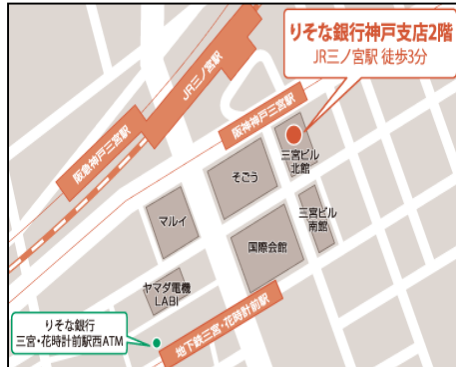 りそな銀行神戸支店2階
JR三ノ宮駅 徒歩3分
JR三ノ宮駅
阪急神戸三宮駅
阪神神戸三宮駅
三宮ビル
北館
そごう
三宮ビル
南館
マルイ
国際会館
ヤマダ電機
LABI
地下鉄三宮・花時計前駅
りそな銀行
三宮・花時計前駅西ATM